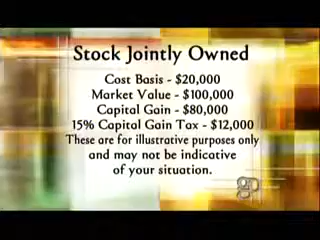 Stock Jointly Owned
Cost Basis - $20,000
Market Value - $100,000
Capital Gain - $80,000
15% Capital Gain Tax - $12,000
These are for illustrative purposes only
and may not be indicative
of your situation.
gp